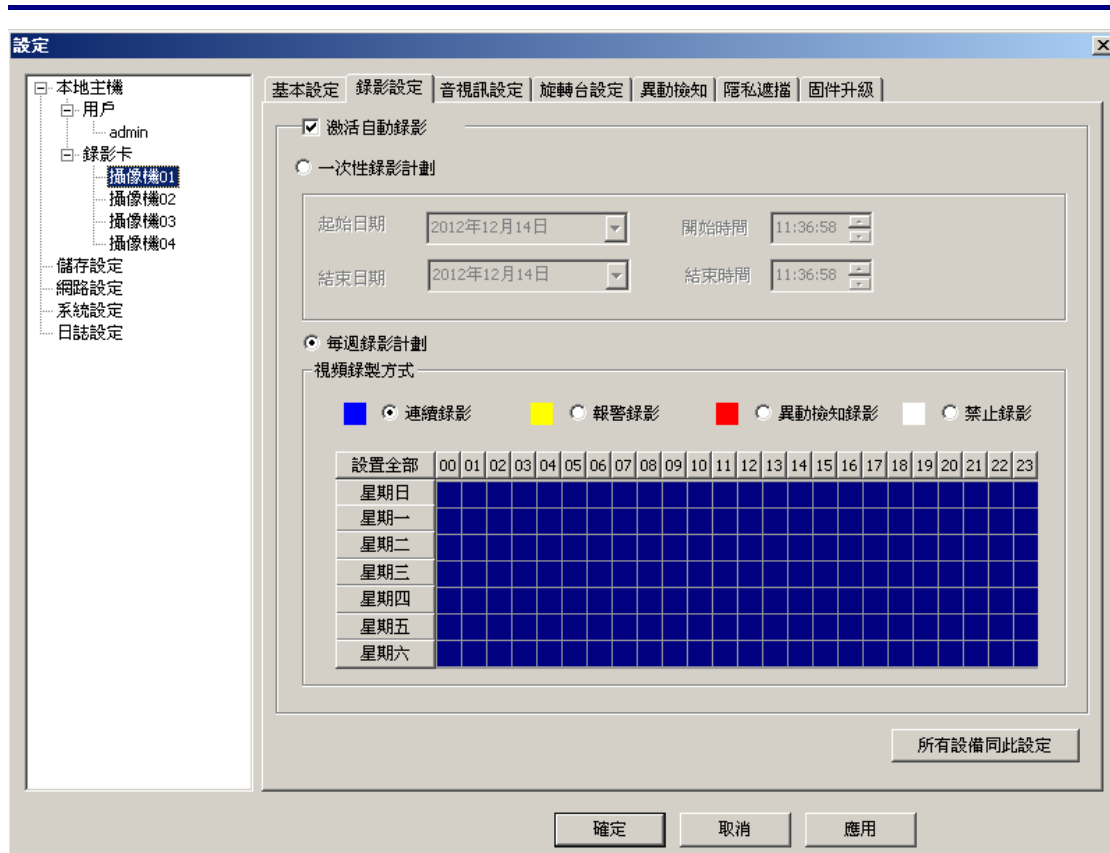 設定
本地主機
用戶
admin
錄影卡
攝像機01
攝像機02
攝像機03
攝像機04
儲存設定
網路設定
系統設定
日誌設定
基本設定 錄影設定 音視訊設定 旋轉台設定 異動檢知 隱私遮擋 固件升級
激活自動錄影
一次性錄影計劃
起始日期 2012年12月14日 開始時間 11:36:58
結束日期 2012年12月14日 結束時間 11:36:58
每週錄影計劃
視頻錄製方式
連續錄影 報警錄影 異動檢知錄影 禁止錄影
設置全部 00 01 02 03 04 05 06 07 08 09 10 11 12 13 14 15 16 17 18 19 20 21 22 23
星期日
星期一
星期二
星期三
星期四
星期五
星期六
所有設備同此設定
確定 取消 應用